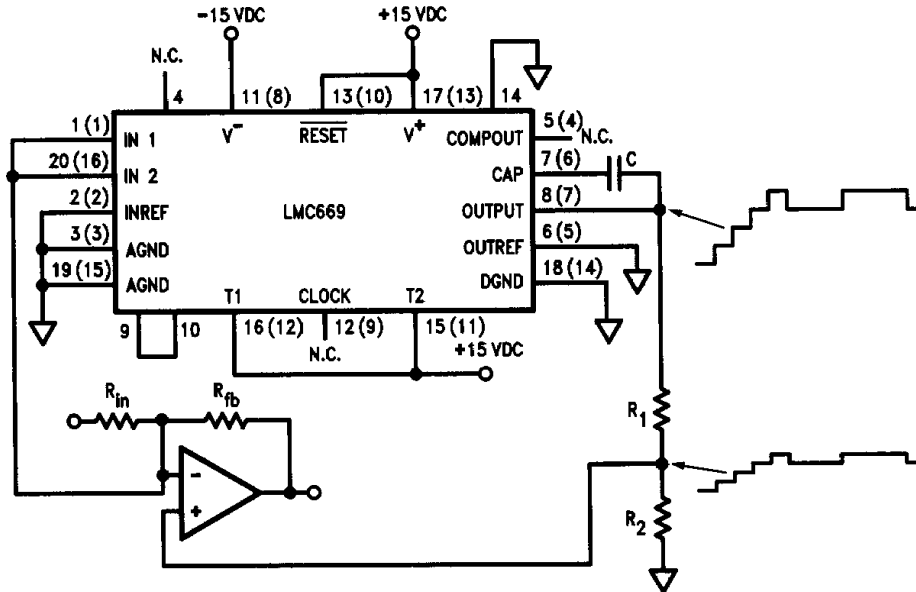 -15 VDC
+15 VDC
N.C.
4
11 (8)
13 (10)
17 (13)
14
V-
RESET
V+
1 (1)
IN 1
20 (16)
IN 2
2 (2)
INREF
3 (3)
AGND
19 (15)
AGND
LMC669
COMPOUT
5 (4)
N.C.
CAP
7 (6)
C
OUTPUT
8 (7)
OUTREF
6 (5)
DGND
18 (14)
T1
CLOCK
T2
9
10
16 (12)
12 (9)
15 (11)
N.C.
+15 VDC
Rin
Rfb
-
+
R1
R2